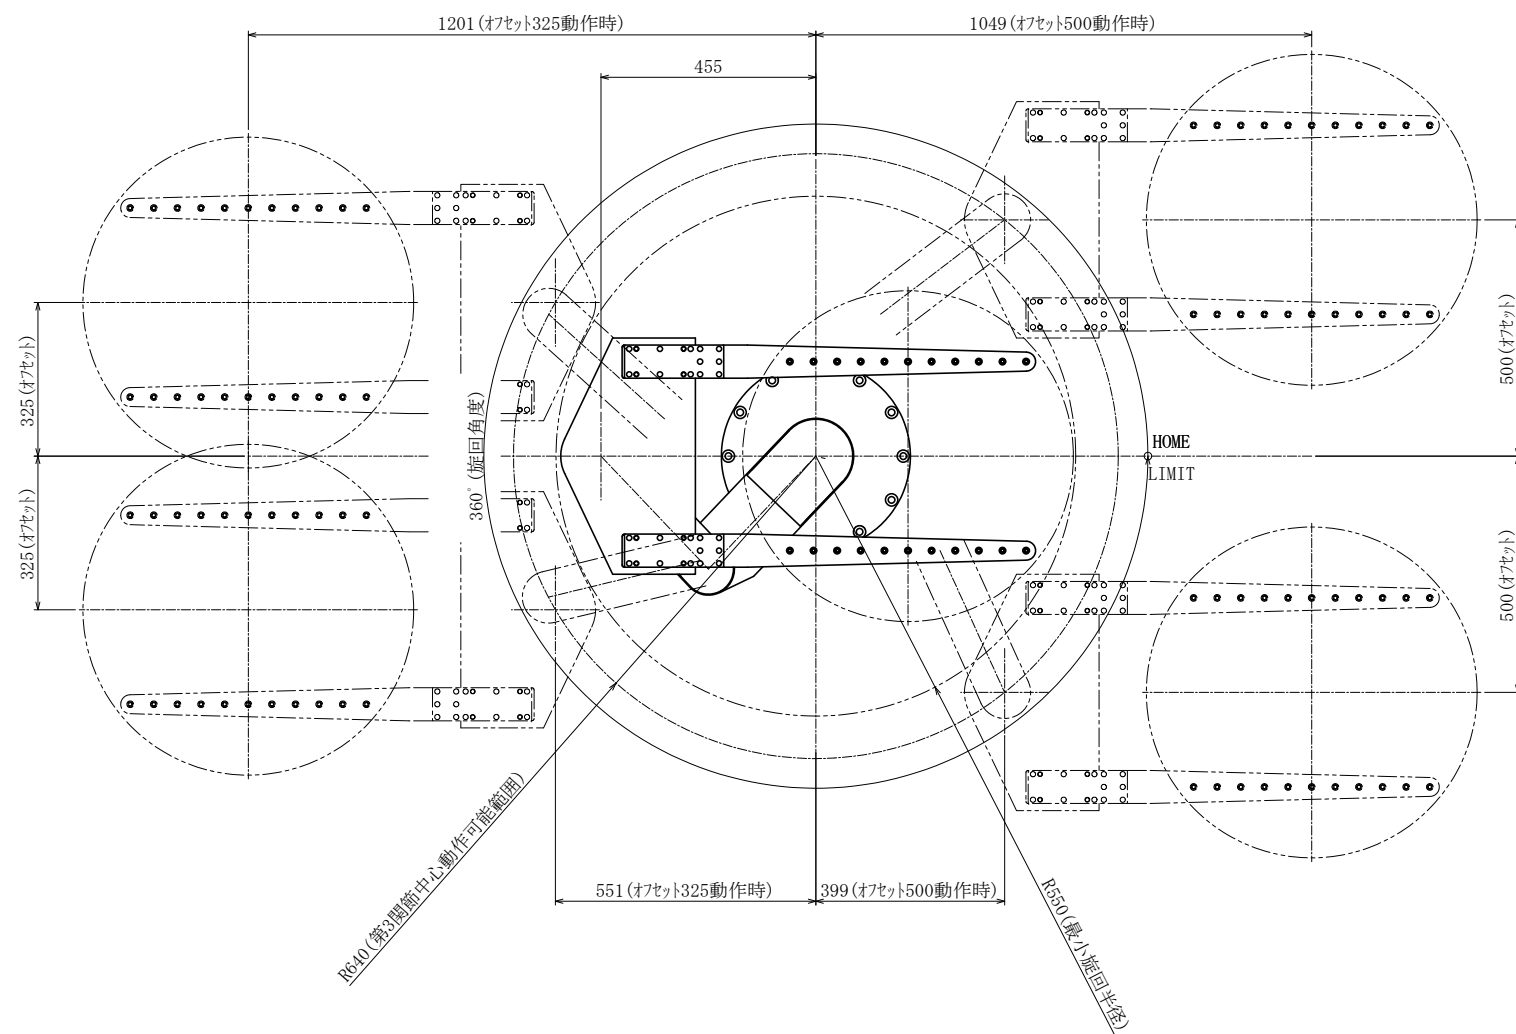 1201(ｵﾌｾｯﾄ325動作時)
1049(ｵﾌｾｯﾄ500動作時)
455
325(ｵﾌｾｯﾄ)
325(ｵﾌｾｯﾄ)
360°(旋回角度)
HOME
LIMIT
500(ｵﾌｾｯﾄ)
500(ｵﾌｾｯﾄ)
551(ｵﾌｾｯﾄ325動作時)
399(ｵﾌｾｯﾄ500動作時)
R640(第3関節中心動作可能範囲)
R550(最小旋回半径)